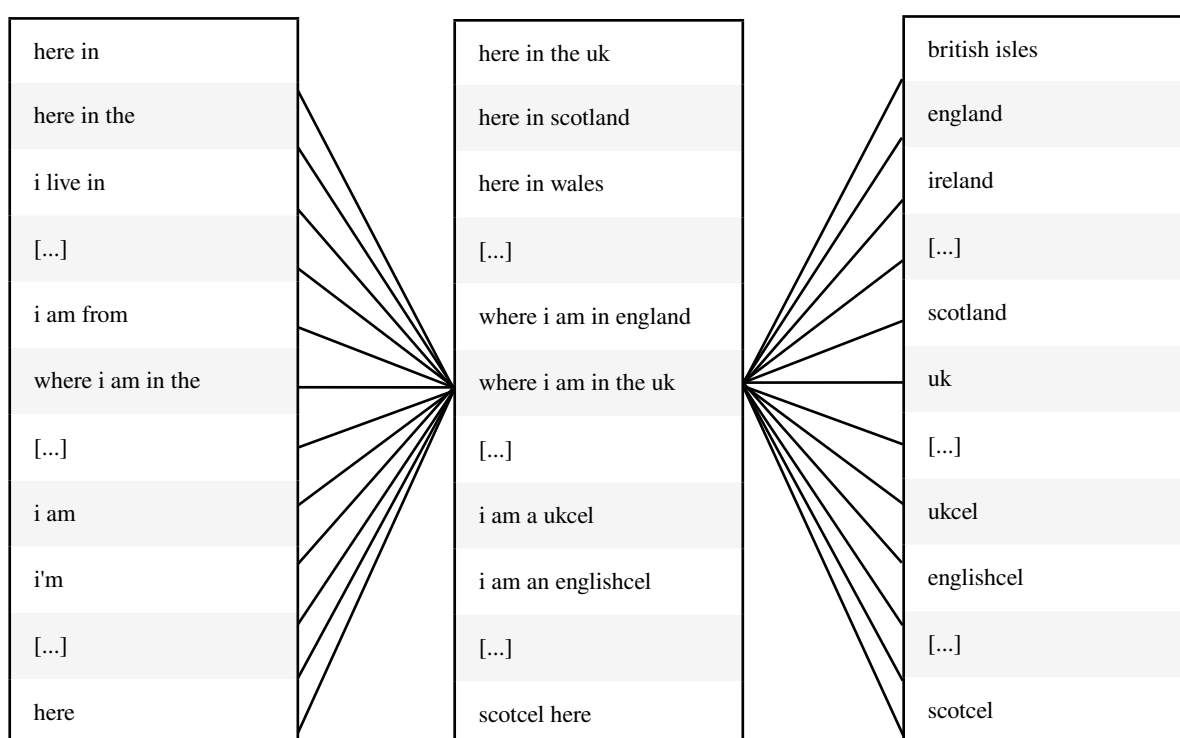 here in
here in the
i live in
[...]
i am from
where i am in the
[...]
i am
i'm
[...]
here
here in the uk
here in scotland
here in wales
[...]
where i am in england
where i am in the uk
[...]
i am a ukcel
i am an englishcel
[...]
scotcel here
british isles
england
ireland
[...]
scotland
uk
[...]
ukcel
englishcel
[...]
scotcel